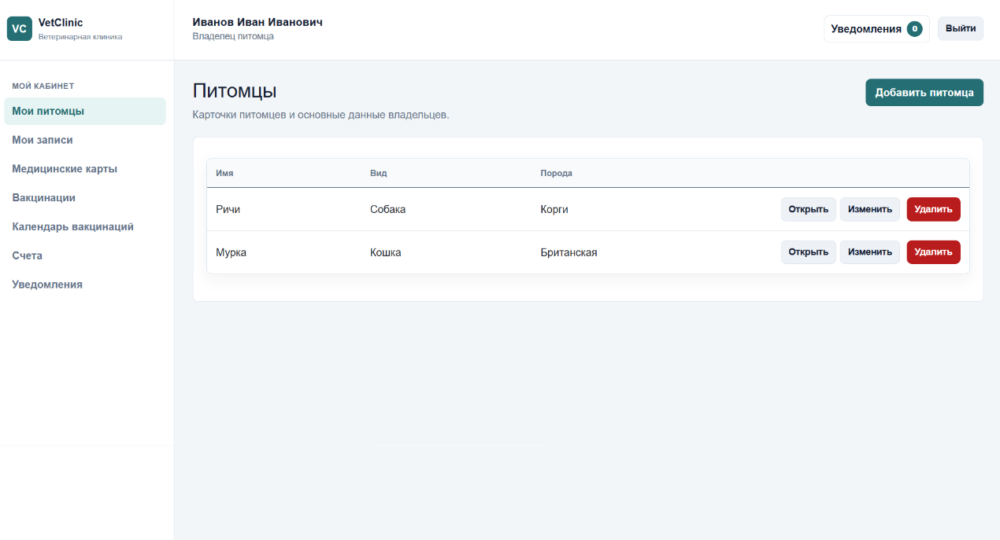 VC
VetClinic
Ветеринарная клиника
Иванов Иван Иванович
Владелец питомца
Уведомления 0
Выйти
МОЙ КАБИНЕТ
Мои питомцы
Мои записи
Медицинские карты
Вакцинации
Календарь вакцинаций
Счета
Уведомления
Питомцы
Карточки питомцев и основные данные владельцев.
Добавить питомца
Имя Вид Порода
Ричи Собака Корги Открыть Изменить Удалить
Мурка Кошка Британская Открыть Изменить Удалить